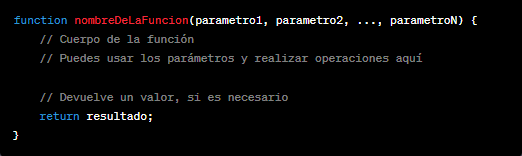 function nombreDeLaFuncion(parametro1, parametro2, ..., parametroN) {
    // Cuerpo de la función
    // Puedes usar los parámetros y realizar operaciones aquí

    // Devuelve un valor, si es necesario
    return resultado;
}